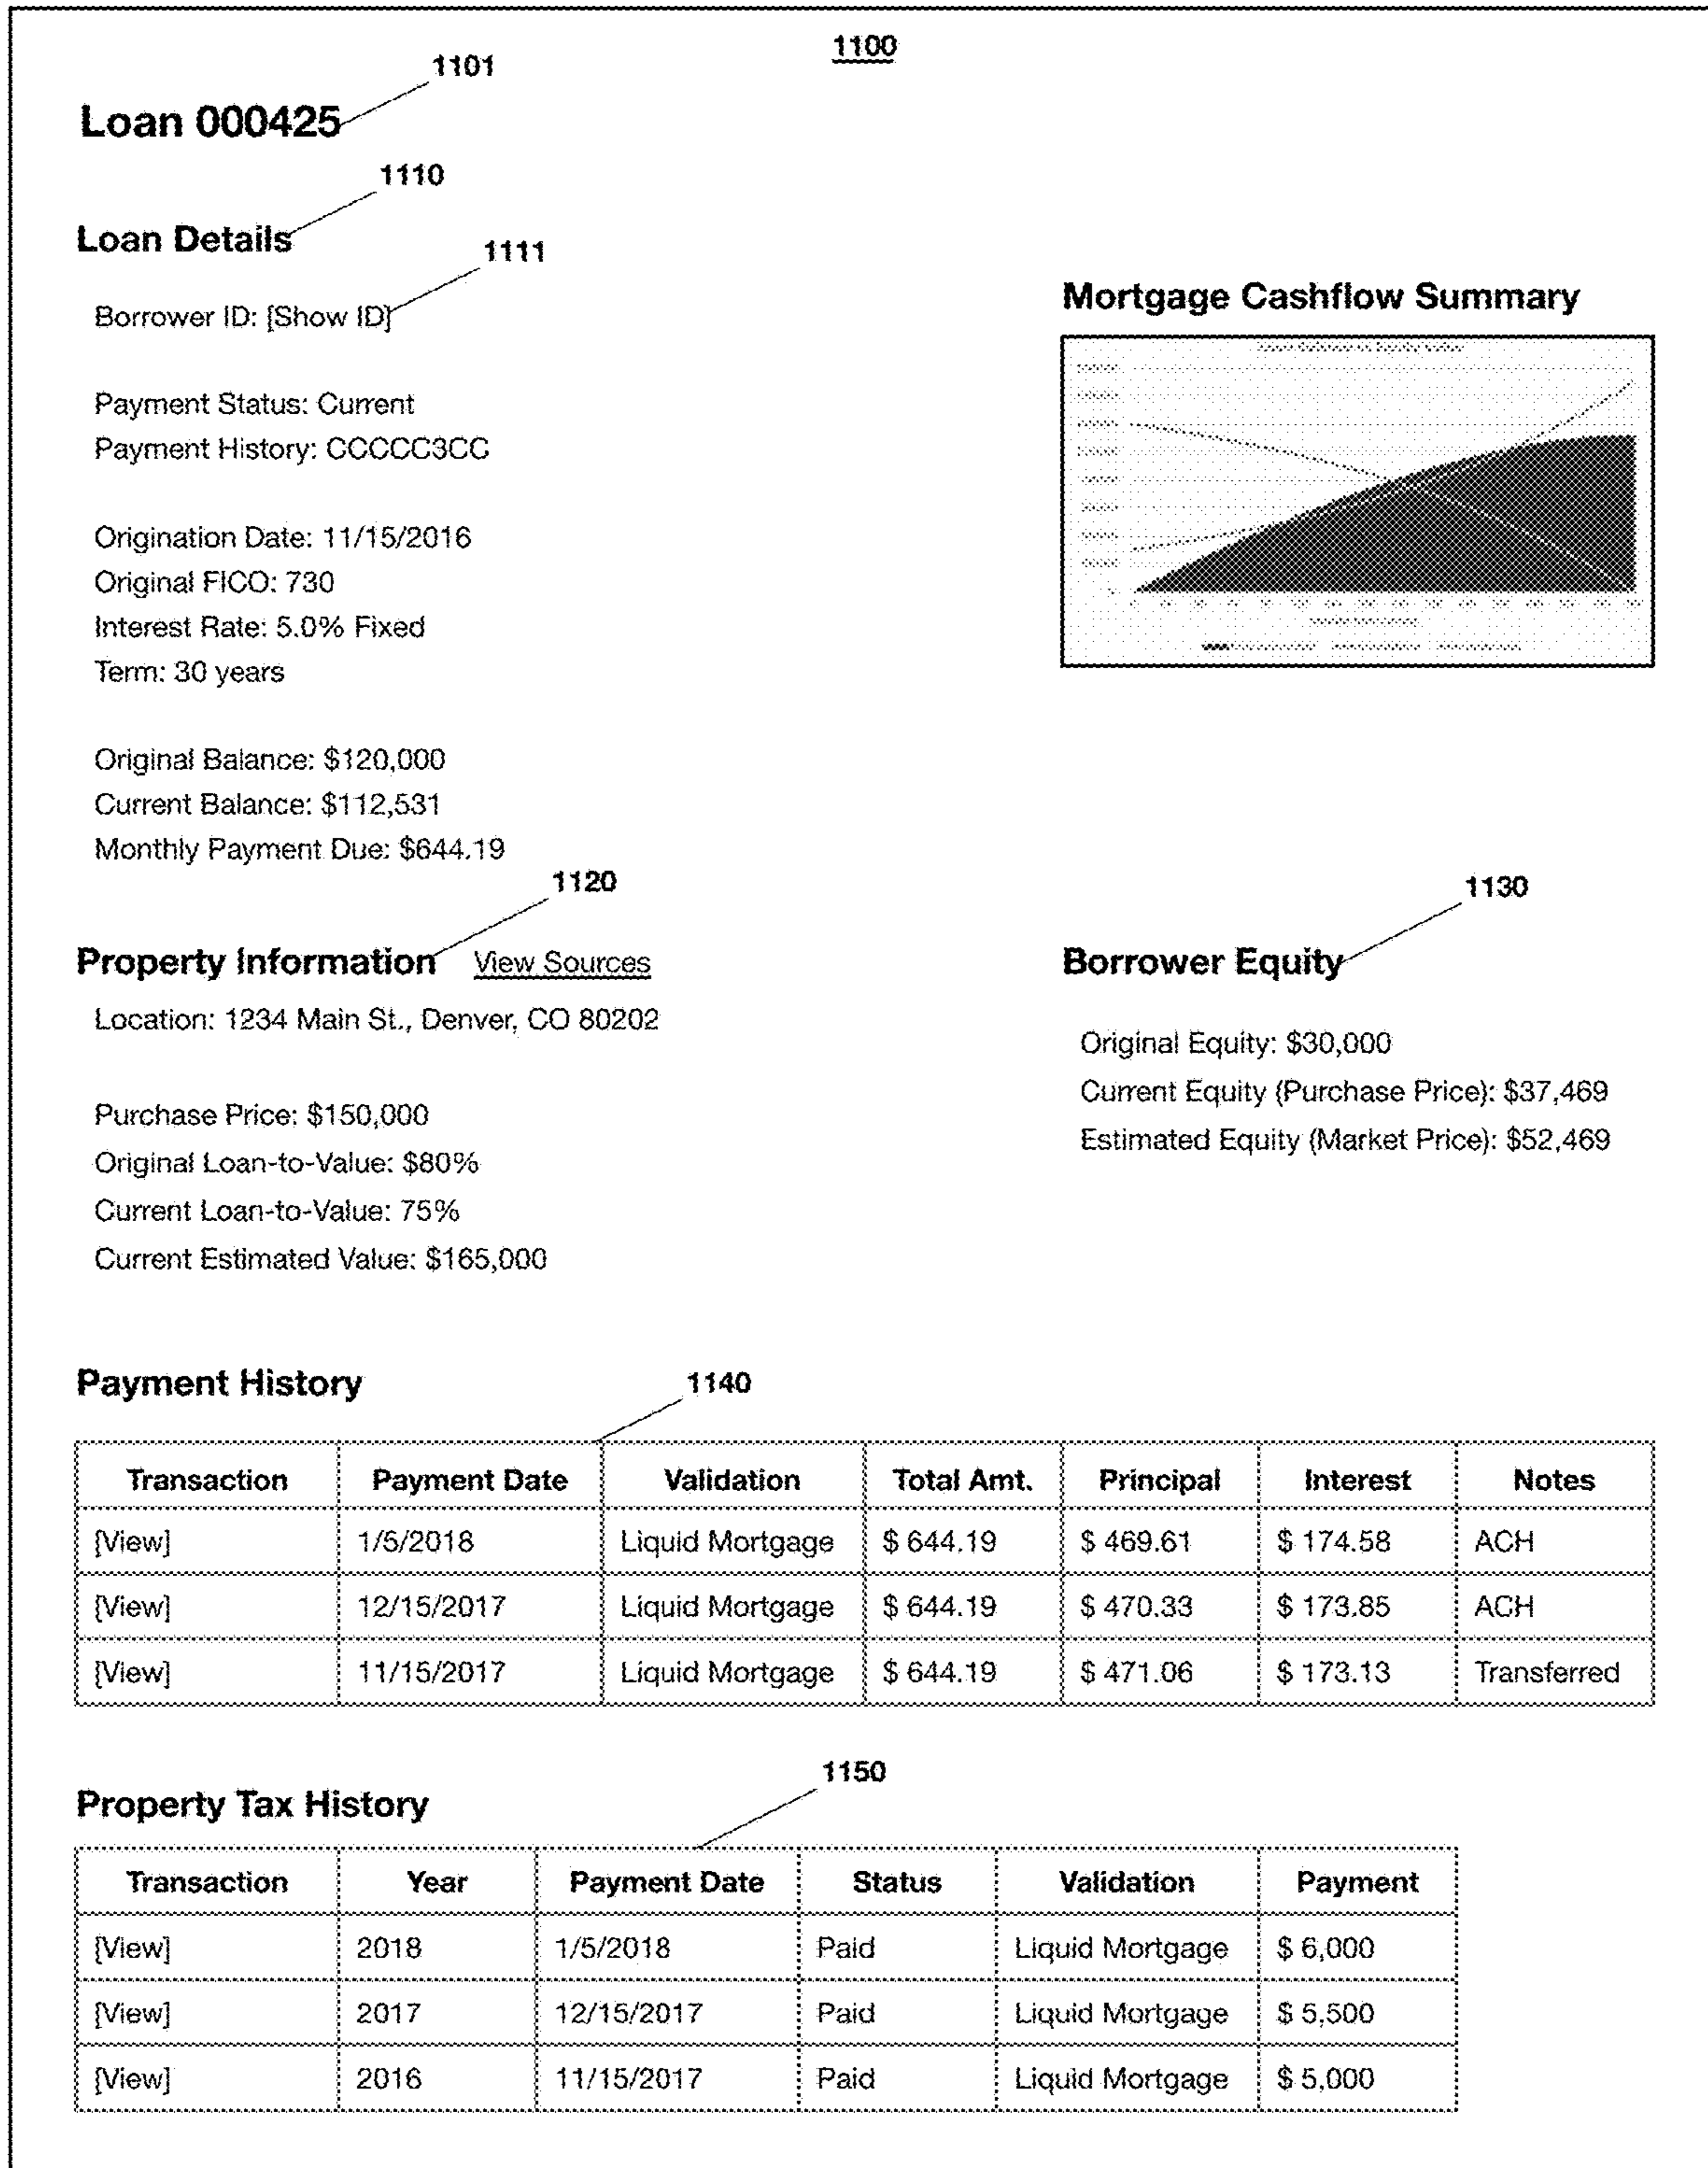 1100
1101
Loan 000425
1110
Loan Details
1111
Borrower ID: [Show ID]
Payment Status: Current
Payment History: CCCCC3CC
Origination Date: 11/15/2016
Original FICO: 730
Interest Rate: 5.0% Fixed
Term: 30 years
Original Balance: $120,000
Current Balance: $112,531
Monthly Payment Due: $644.19
Mortgage Cashflow Summary
1120
Property Information View Sources
Location: 1234 Main St., Denver, CO 80202
Purchase Price: $150,000
Original Loan-to-Value: $80%
Current Loan-to-Value: 75%
Current Estimated Value: $165,000
1130
Borrower Equity
Original Equity: $30,000
Current Equity (Purchase Price): $37,469
Estimated Equity (Market Price): $52,469
Payment History
1140
Transaction Payment Date Validation Total Amt. Principal Interest Notes
[View] 1/5/2018 Liquid Mortgage $ 644.19 $ 469.61 $ 174.58 ACH
[View] 12/15/2017 Liquid Mortgage $ 644.19 $ 470.33 $ 173.85 ACH
[View] 11/15/2017 Liquid Mortgage $ 644.19 $ 471.06 $ 173.13 Transferred
1150
Property Tax History
Transaction Year Payment Date Status Validation Payment
[View] 2018 1/5/2018 Paid Liquid Mortgage $ 6,000
[View] 2017 12/15/2017 Paid Liquid Mortgage $ 5,500
[View] 2016 11/15/2017 Paid Liquid Mortgage $ 5,000